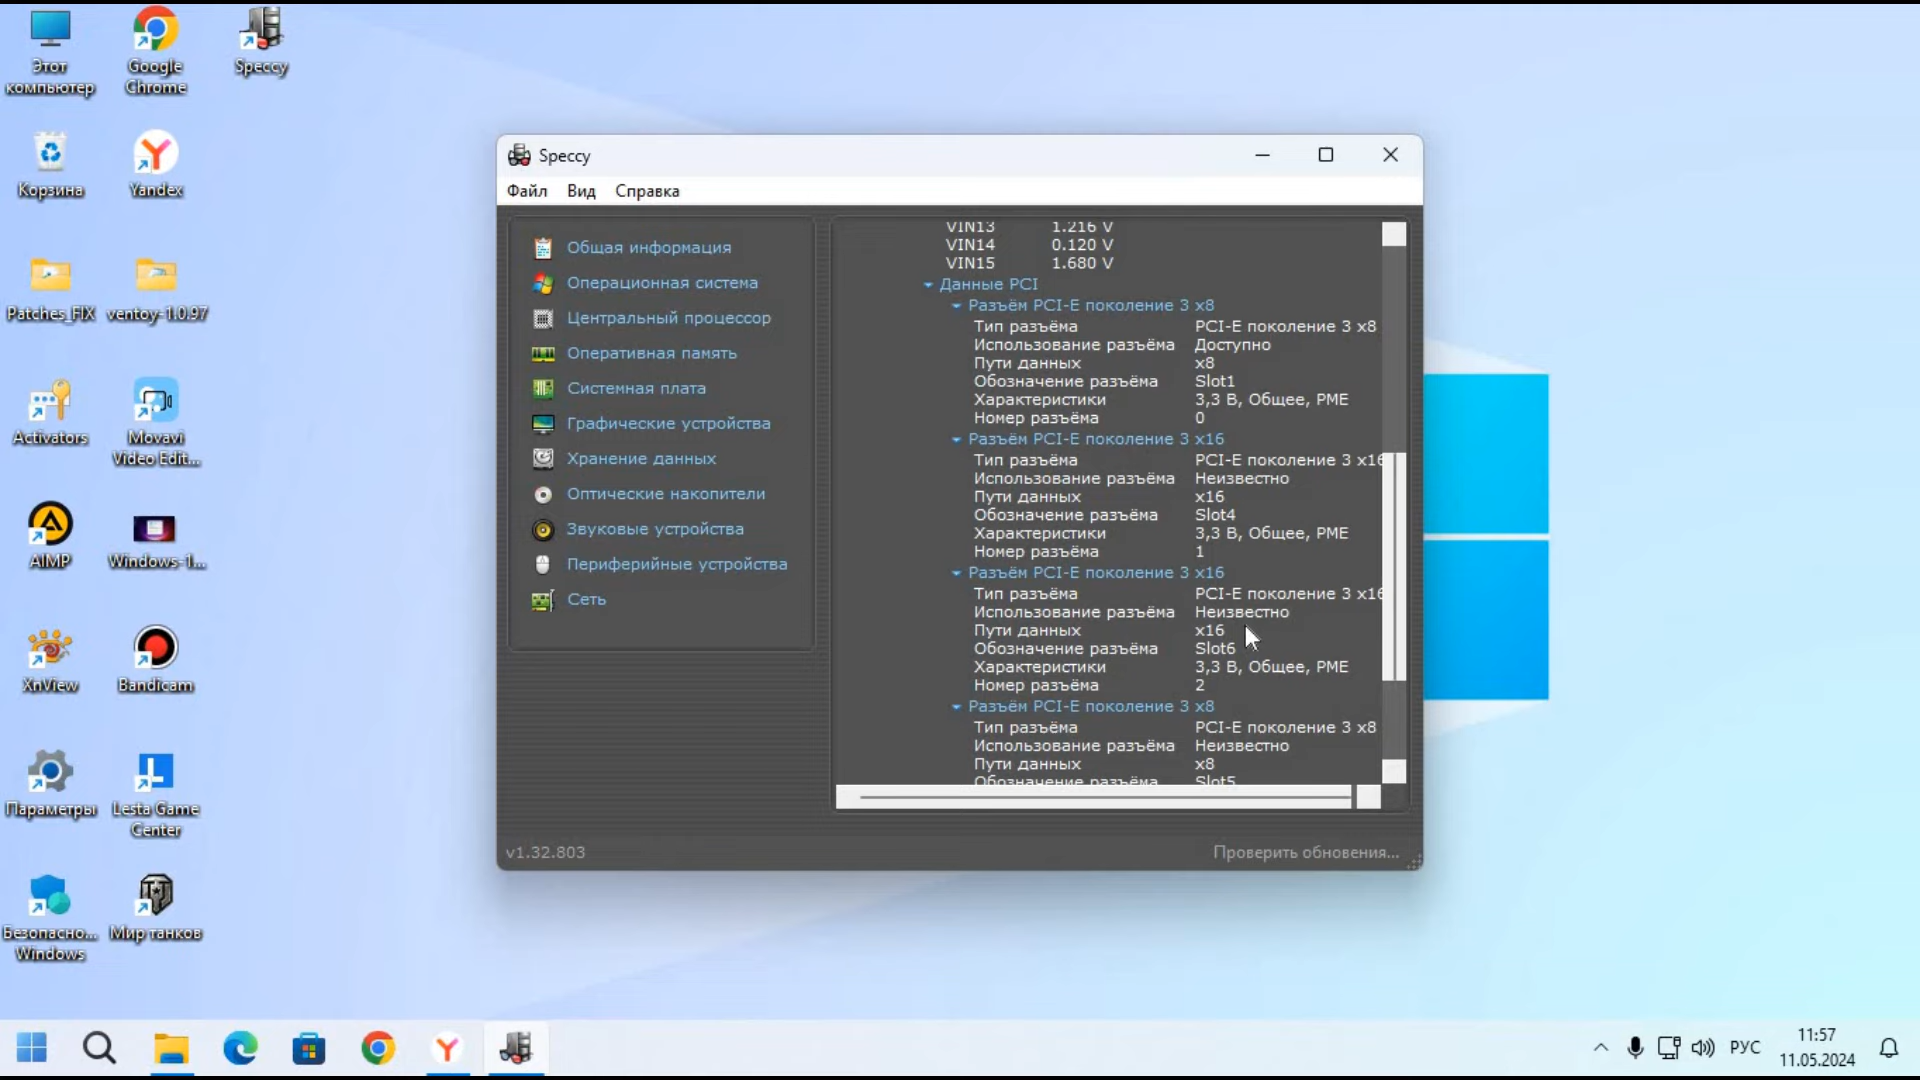 Этот
компьютер
Google
Chrome
Speccy
Корзина
Yandex
Patches_FIX
ventoy-1.0.97
Activators
Movavi
Video Edit...
AIMP
Windows-1...
XnView
Bandicam
Параметры
Lesta Game
Center
Безопасно...
Windows
Мир танков
Speccy
Файл Вид Справка
Общая информация
Операционная система
Центральный процессор
Оперативная память
Системная плата
Графические устройства
Хранение данных
Оптические накопители
Звуковые устройства
Периферийные устройства
Сеть
VIN13 1.216 V
VIN14 0.120 V
VIN15 1.680 V
Данные PCI
Разъём PCI-E поколение 3 x8
Тип разъёма PCI-E поколение 3 x8
Использование разъёма Доступно
Пути данных x8
Обозначение разъёма Slot1
Характеристики 3,3 В, Общее, PME
Номер разъёма 0
Разъём PCI-E поколение 3 x16
Тип разъёма PCI-E поколение 3 x16
Использование разъёма Неизвестно
Пути данных x16
Обозначение разъёма Slot4
Характеристики 3,3 В, Общее, PME
Номер разъёма 1
Разъём PCI-E поколение 3 x16
Тип разъёма PCI-E поколение 3 x16
Использование разъёма Неизвестно
Пути данных x16
Обозначение разъёма Slot6
Характеристики 3,3 В, Общее, PME
Номер разъёма 2
Разъём PCI-E поколение 3 x8
Тип разъёма PCI-E поколение 3 x8
Использование разъёма Неизвестно
Пути данных x8
Обозначение разъёма Slot5
v1.32.803
Проверить обновения...
РУС
11:57
11.05.2024